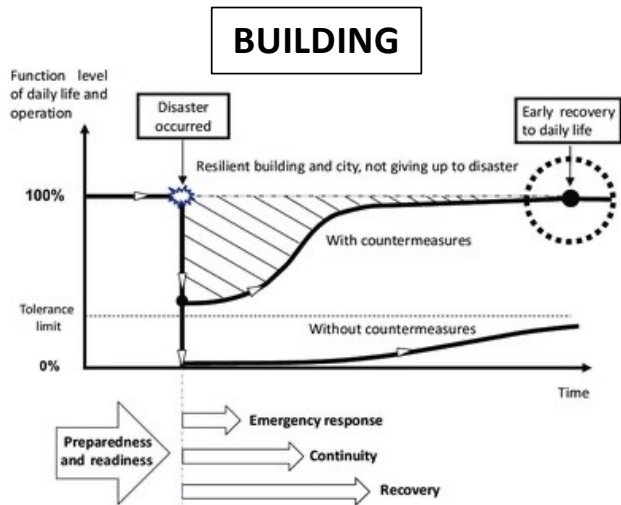 BUILDING
Function level
of daily life and
operation
Disaster
occurred
Early recovery
to daily life
Resilient building and city, not giving up to disaster
100%
With countermeasures
Tolerance
limit
Without countermeasures
0%
Time
Preparedness
and readiness
Emergency response
Continuity
Recovery